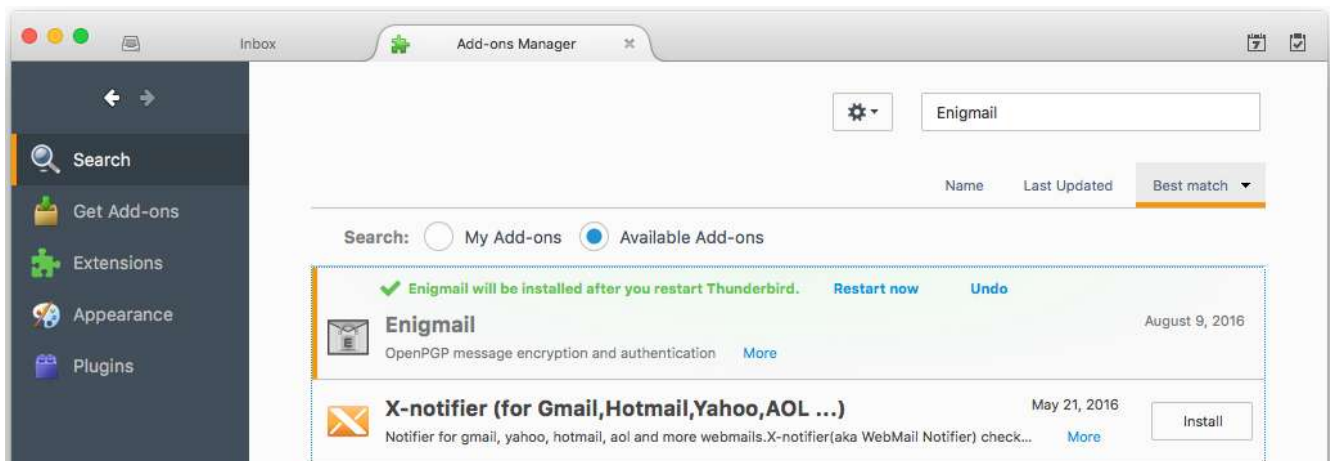 Inbox
Add-ons Manager
7
Enigmail
Search
Get Add-ons
Extensions
Appearance
Plugins
Name Last Updated Best match
Search: My Add-ons Available Add-ons
Enigmail will be installed after you restart Thunderbird. Restart now Undo
Enigmail August 9, 2016
E
OpenPGP message encryption and authentication More
X-notifier (for Gmail,Hotmail,Yahoo,AOL ...) May 21, 2016
Install
Notifier for gmail, yahoo, hotmail, aol and more webmails.X-notifier(aka WebMail Notifier) check... More